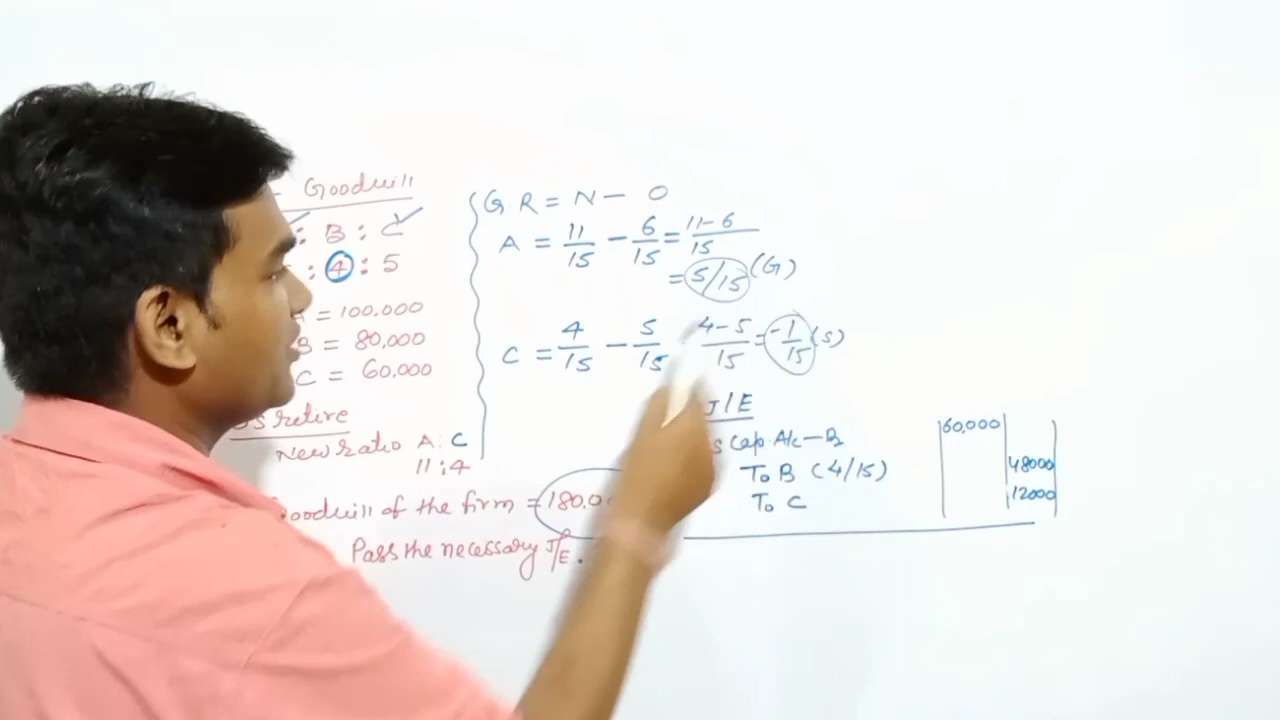 Goodwill
: B : C
: 4 : 5
A = 100,000
B = 80,000
C = 60,000
retire
New ratio A : C
11 : 4
Goodwill of the firm = 180,0
Pass the necessary J/E.
G.R = N - O
A = 11/15 - 6/15 = 11-6/15
= 5/15 (G)
C = 4/15 - 5/15 4-5/15 = -1/15 (S)
J/E
s Cap. A/c - Dr 60,000
To B (4/15) 48000
To C 12000